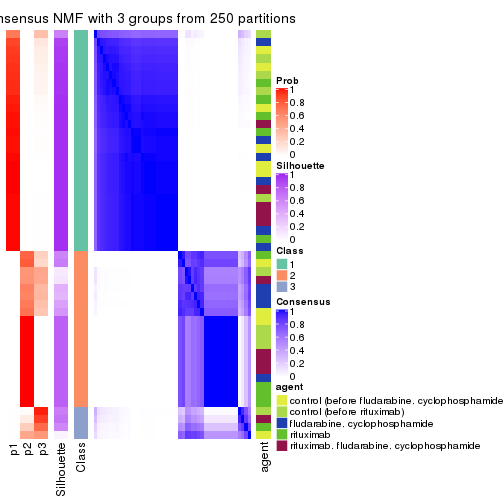 nsensus NMF with 3 groups from 250 partitions
Prob
1
0.8
0.6
0.4
0.2
0
Silhouette
1
0.8
0.6
0.4
0.2
0
Class
1
2
3
Consensus
1
0.8
0.6
0.4
0.2
0
agent
control (before fludarabine. cyclophosphamide
control (before rituximab)
fludarabine. cyclophosphamide
rituximab
rituximab. fludarabine. cyclophosphamide
p1
p2
p3
Silhouette
Class
agent